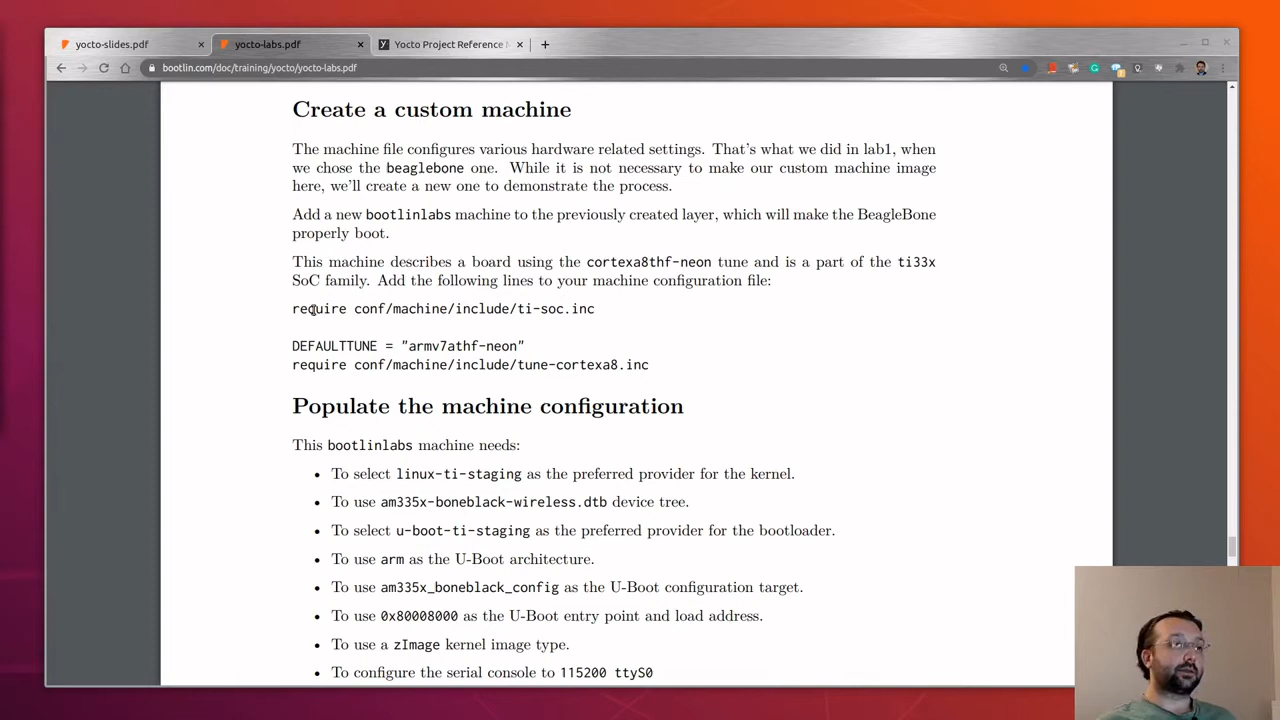 yocto-slides.pdf
yocto-labs.pdf
Yocto Project Reference M
bootlin.com/doc/training/yocto/yocto-labs.pdf
Create a custom machine
The machine file configures various hardware related settings. That's what we did in lab1, when
we chose the beaglebone one. While it is not necessary to make our custom machine image
here, we'll create a new one to demonstrate the process.
Add a new bootlinlabs machine to the previously created layer, which will make the BeagleBone
properly boot.
This machine describes a board using the cortexa8thf-neon tune and is a part of the ti33x
SoC family. Add the following lines to your machine configuration file:
require conf/machine/include/ti-soc.inc
DEFAULTTUNE = "armv7athf-neon"
require conf/machine/include/tune-cortexa8.inc
Populate the machine configuration
This bootlinlabs machine needs:
• To select linux-ti-staging as the preferred provider for the kernel.
• To use am335x-boneblack-wireless.dtb device tree.
• To select u-boot-ti-staging as the preferred provider for the bootloader.
• To use arm as the U-Boot architecture.
• To use am335x_boneblack_config as the U-Boot configuration target.
• To use 0x80008000 as the U-Boot entry point and load address.
• To use a zImage kernel image type.
• To configure the serial console to 115200 ttyS0